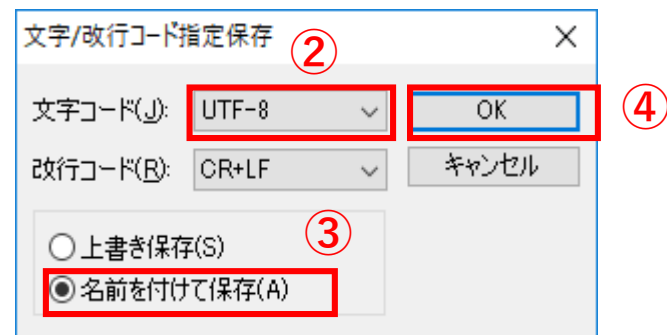 文字/改行コード指定保存
②
文字コード(J): UTF-8 OK ④
改行コード(R): CR+LF キャンセル
③
上書き保存(S)
名前を付けて保存(A)